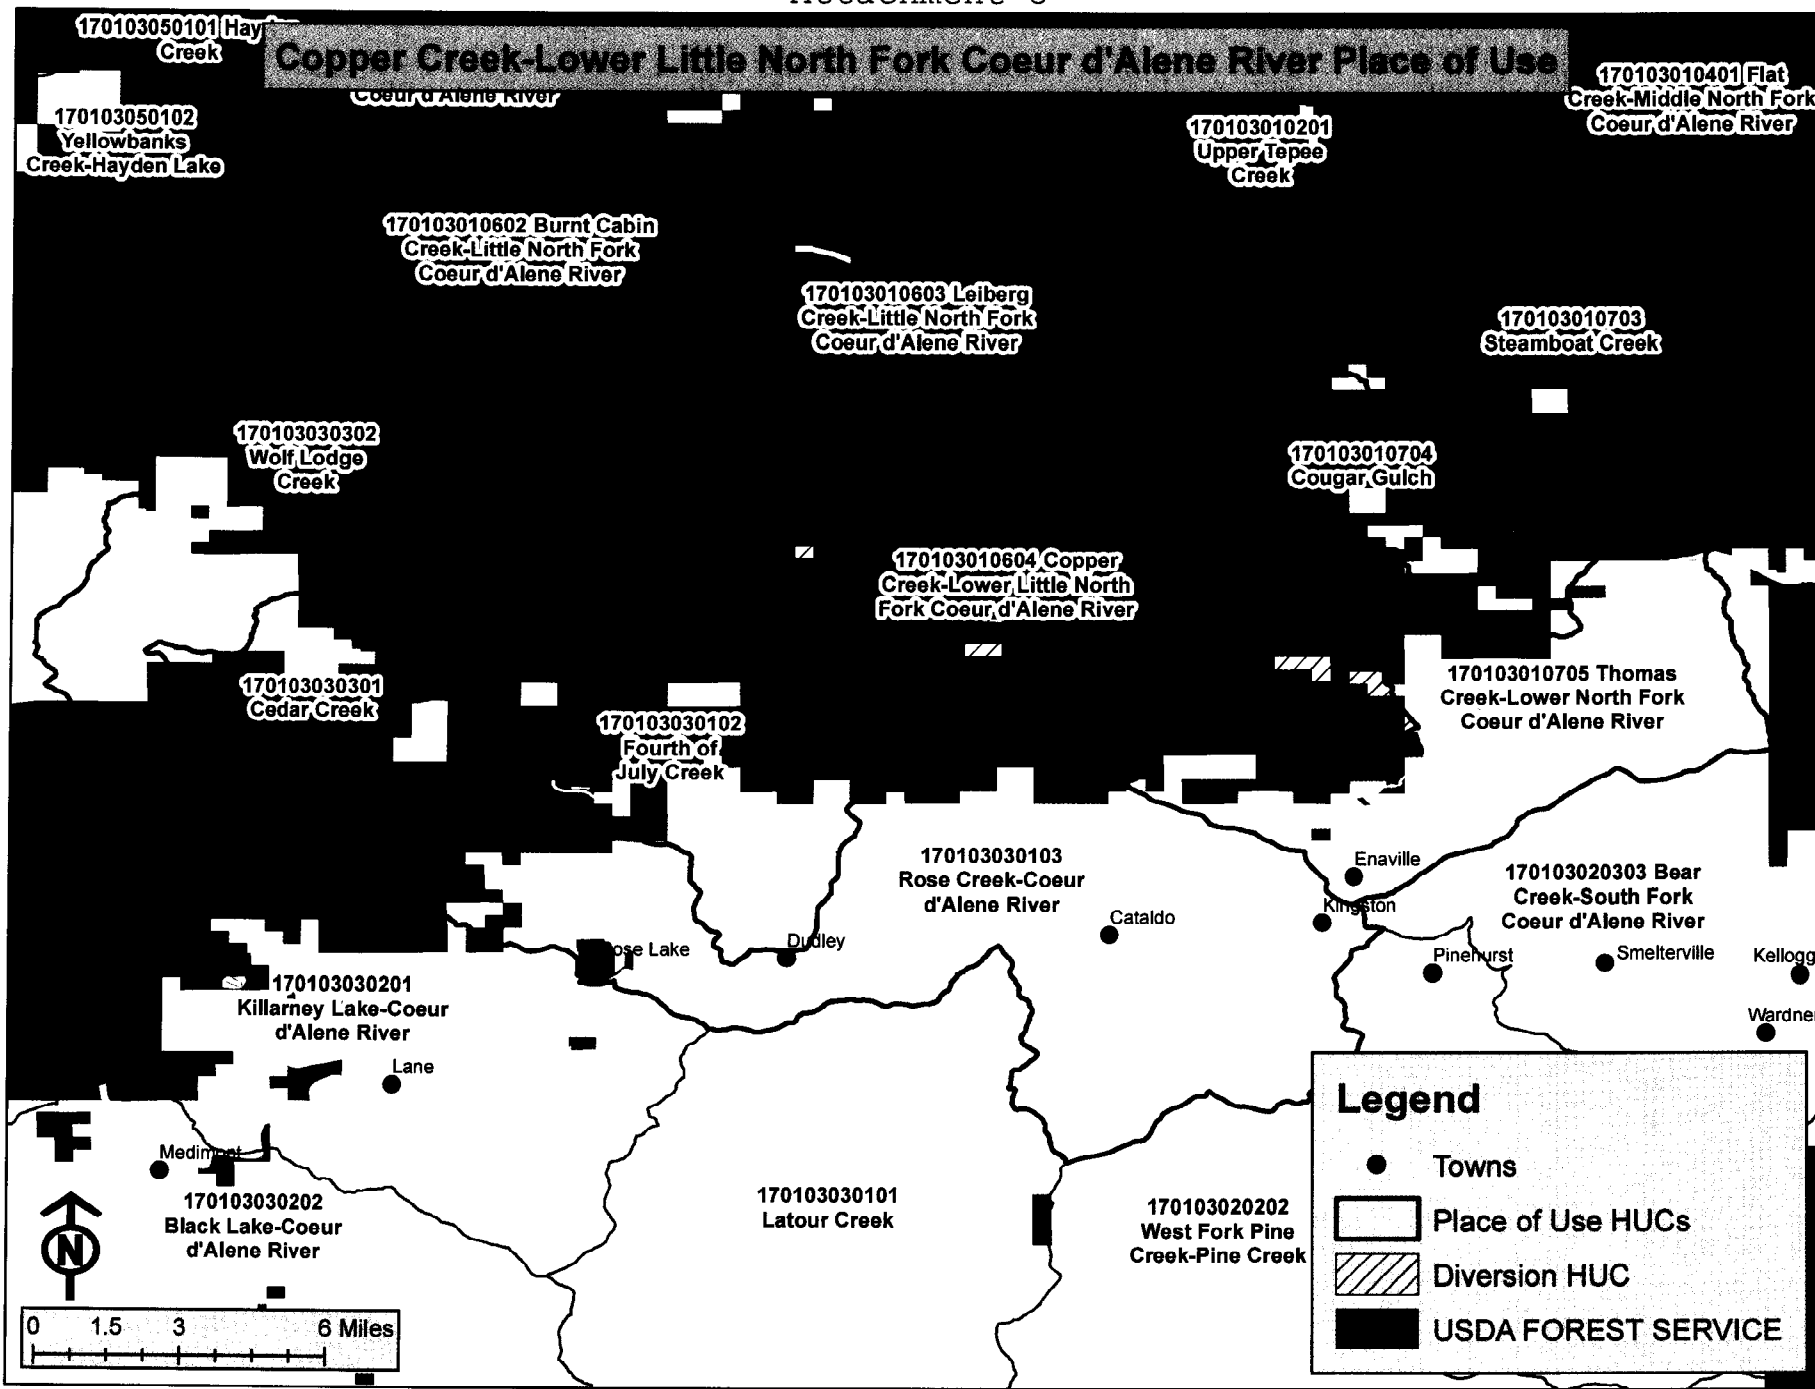 Copper Creek-Lower Little North Fork Coeur d'Alene River Place of Use
170103050101
Creek
Coeur d'Alene River
170103010401 Flat
Creek-Middle North Fork
Coeur d'Alene River
170103050102
Yellowbanks
Creek-Hayden Lake
170103010201
Upper Tepee
Creek
170103010602 Burnt Cabin
Creek-Little North Fork
Coeur d'Alene River
170103010603 Leiberg
Creek-Little North Fork
Coeur d'Alene River
170103010703
Steamboat Creek
170103030302
Wolf Lodge
Creek
170103010704
Cougar Gulch
170103010604 Copper
Creek-Lower Little North
Fork Coeur d'Alene River
170103030301
Cedar Creek
170103030102
Fourth of
July Creek
170103010705 Thomas
Creek-Lower North Fork
Coeur d'Alene River
170103030103
Rose Creek-Coeur
d'Alene River
Enaville
170103020303 Bear
Creek-South Fork
Coeur d'Alene River
Cataldo
Kingston
Dudley
Rose Lake
Pinehurst
Smelterville
Kellogg
Wardner
170103030201
Killarney Lake-Coeur
d'Alene River
Lane
Medimont
170103030202
Black Lake-Coeur
d'Alene River
170103030101
Latour Creek
170103020202
West Fork Pine
Creek-Pine Creek
N
0 1.5 3 6 Miles
Legend
Towns
Place of Use HUCs
Diversion HUC
USDA FOREST SERVICE